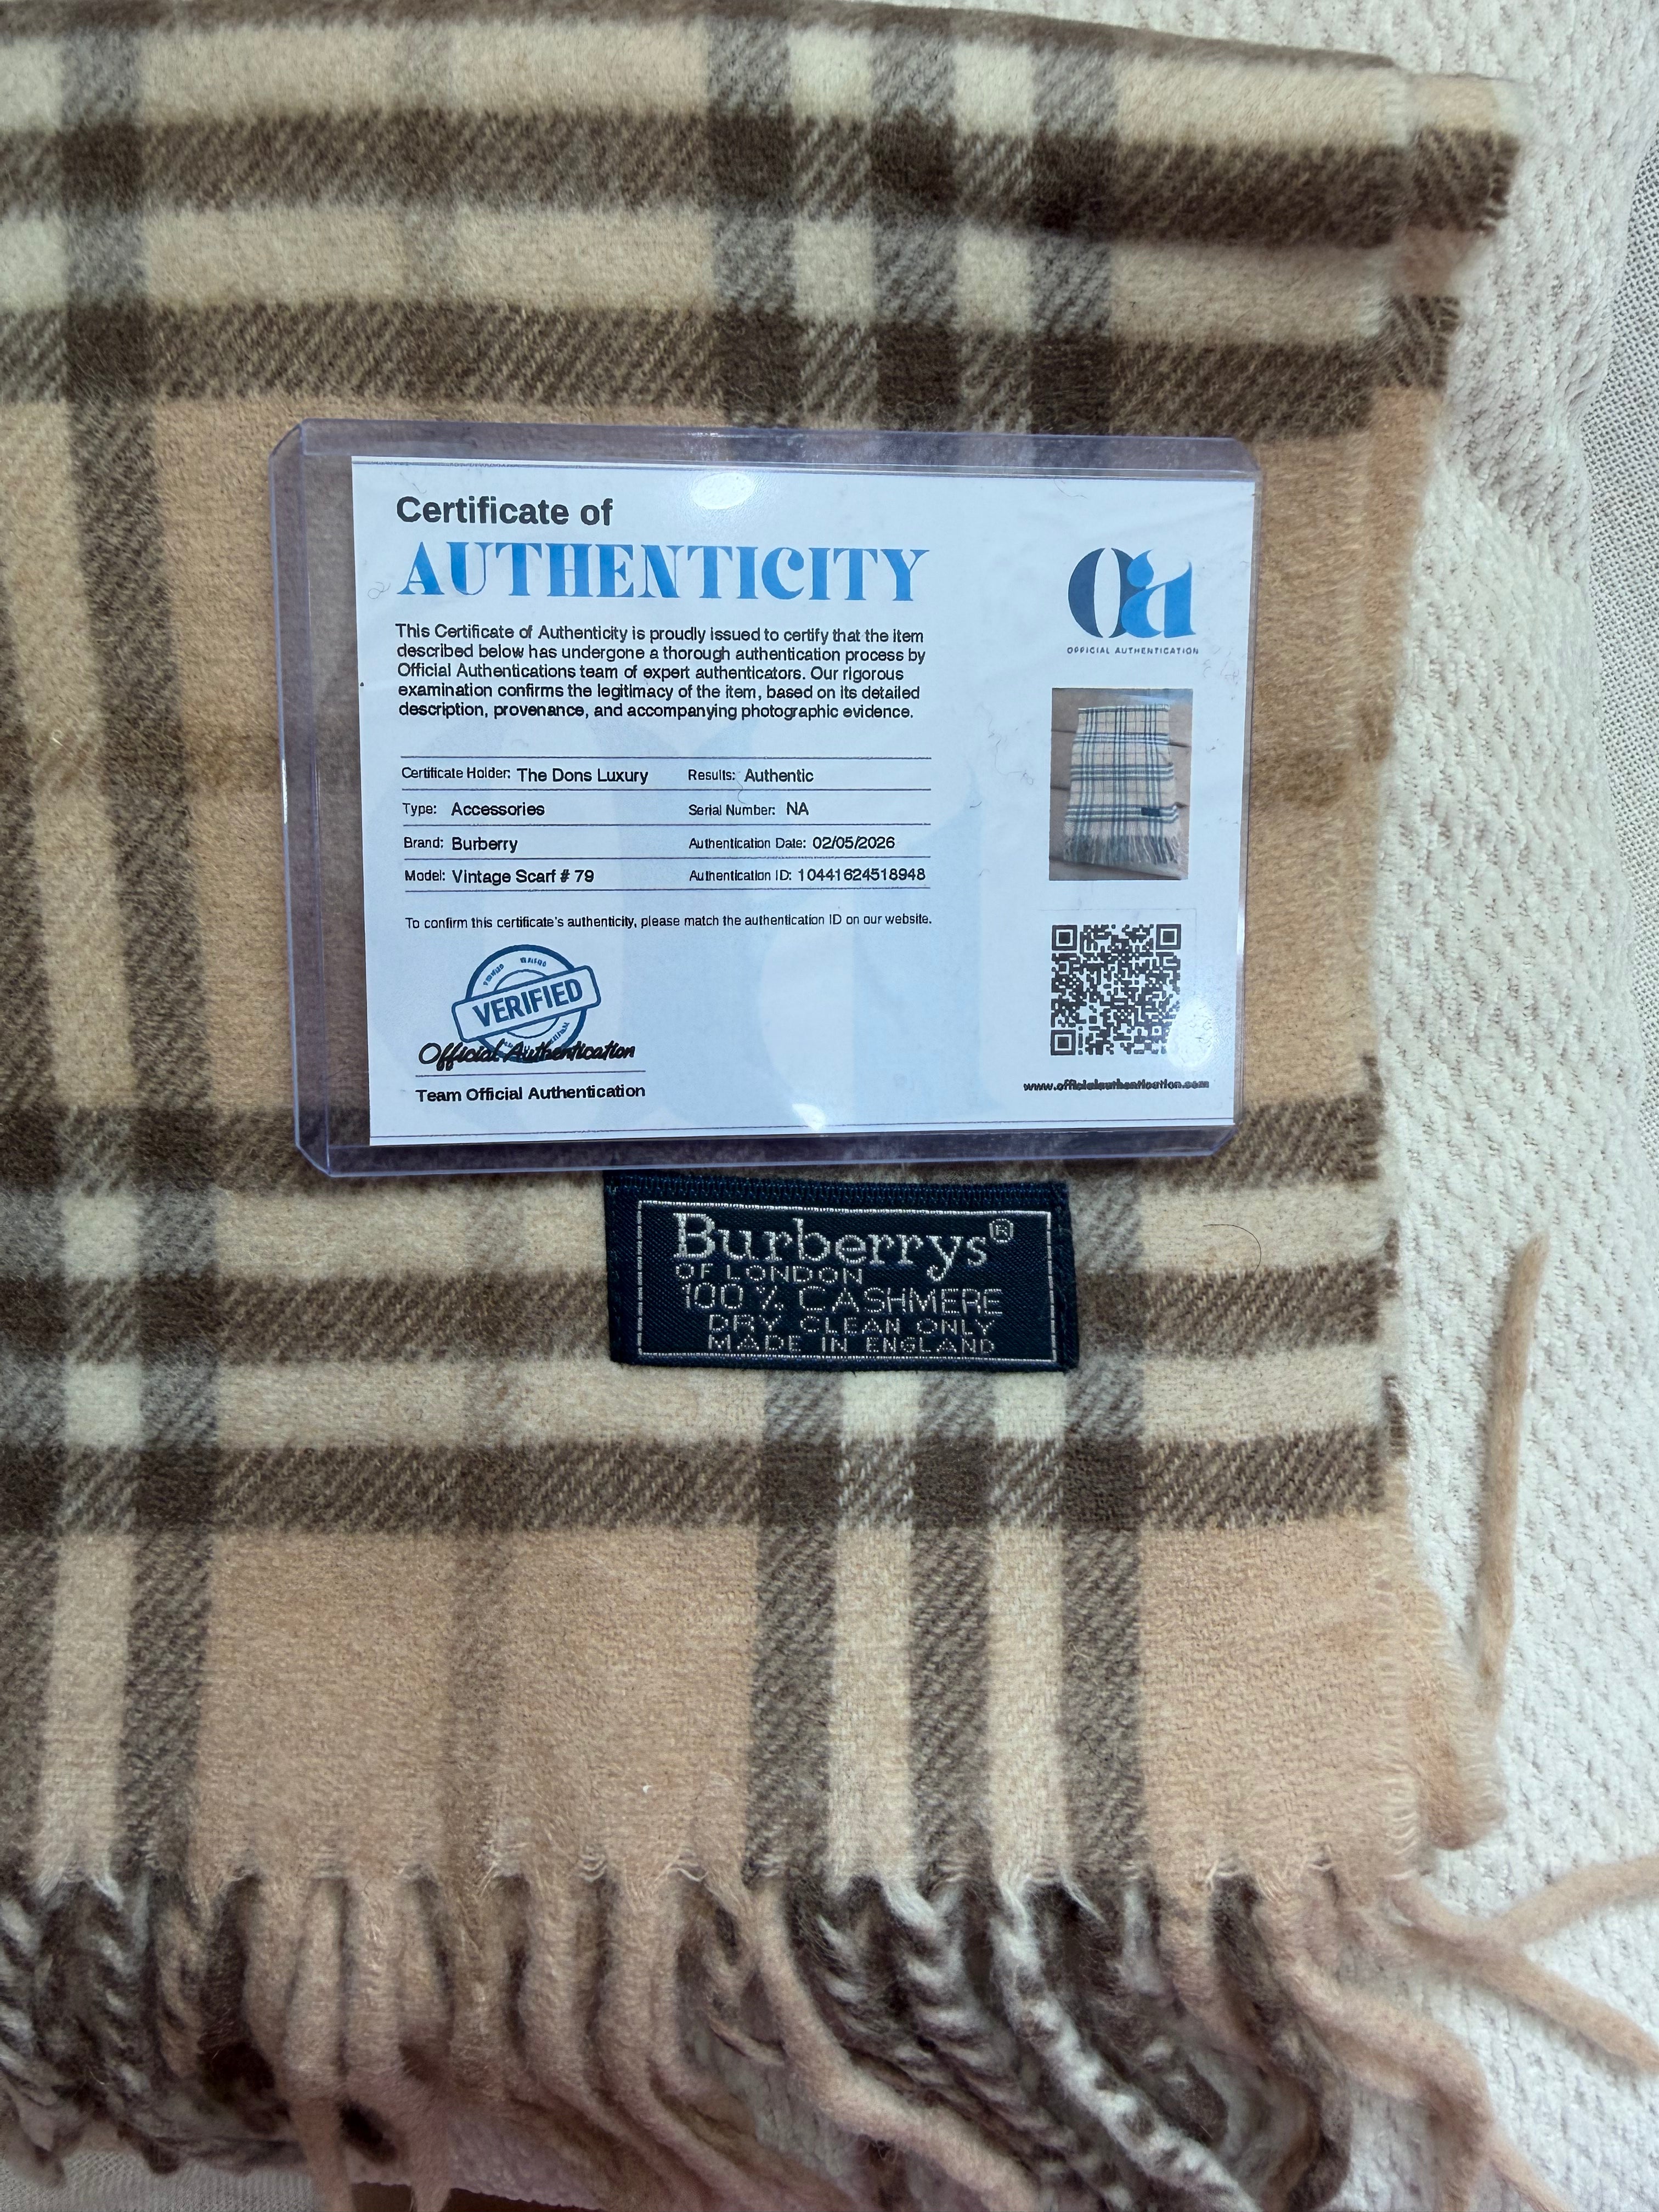 Certificate of
AUTHENTICITY
This Certificate of Authenticity is proudly issued to certify that the item
described below has undergone a thorough authentication process by
Official Authentications team of expert authenticators. Our rigorous
examination confirms the legitimacy of the item, based on its detailed
description, provenance, and accompanying photographic evidence.
Oa
OFFICIAL AUTHENTICATION
Certificate Holder: The Dons Luxury Results: Authentic
Type: Accessories Serial Number: NA
Brand: Burberry Authentication Date: 02/05/2026
Model: Vintage Scarf # 79 Authentication ID: 10441624518948
To confirm this certificate's authenticity, please match the authentication ID on our website.
VERIFIED
Official Authentication
Team Official Authentication
www.officialauthentication.com
Burberrys®
OF LONDON
100 % CASHMERE
DRY CLEAN ONLY
MADE IN ENGLAND